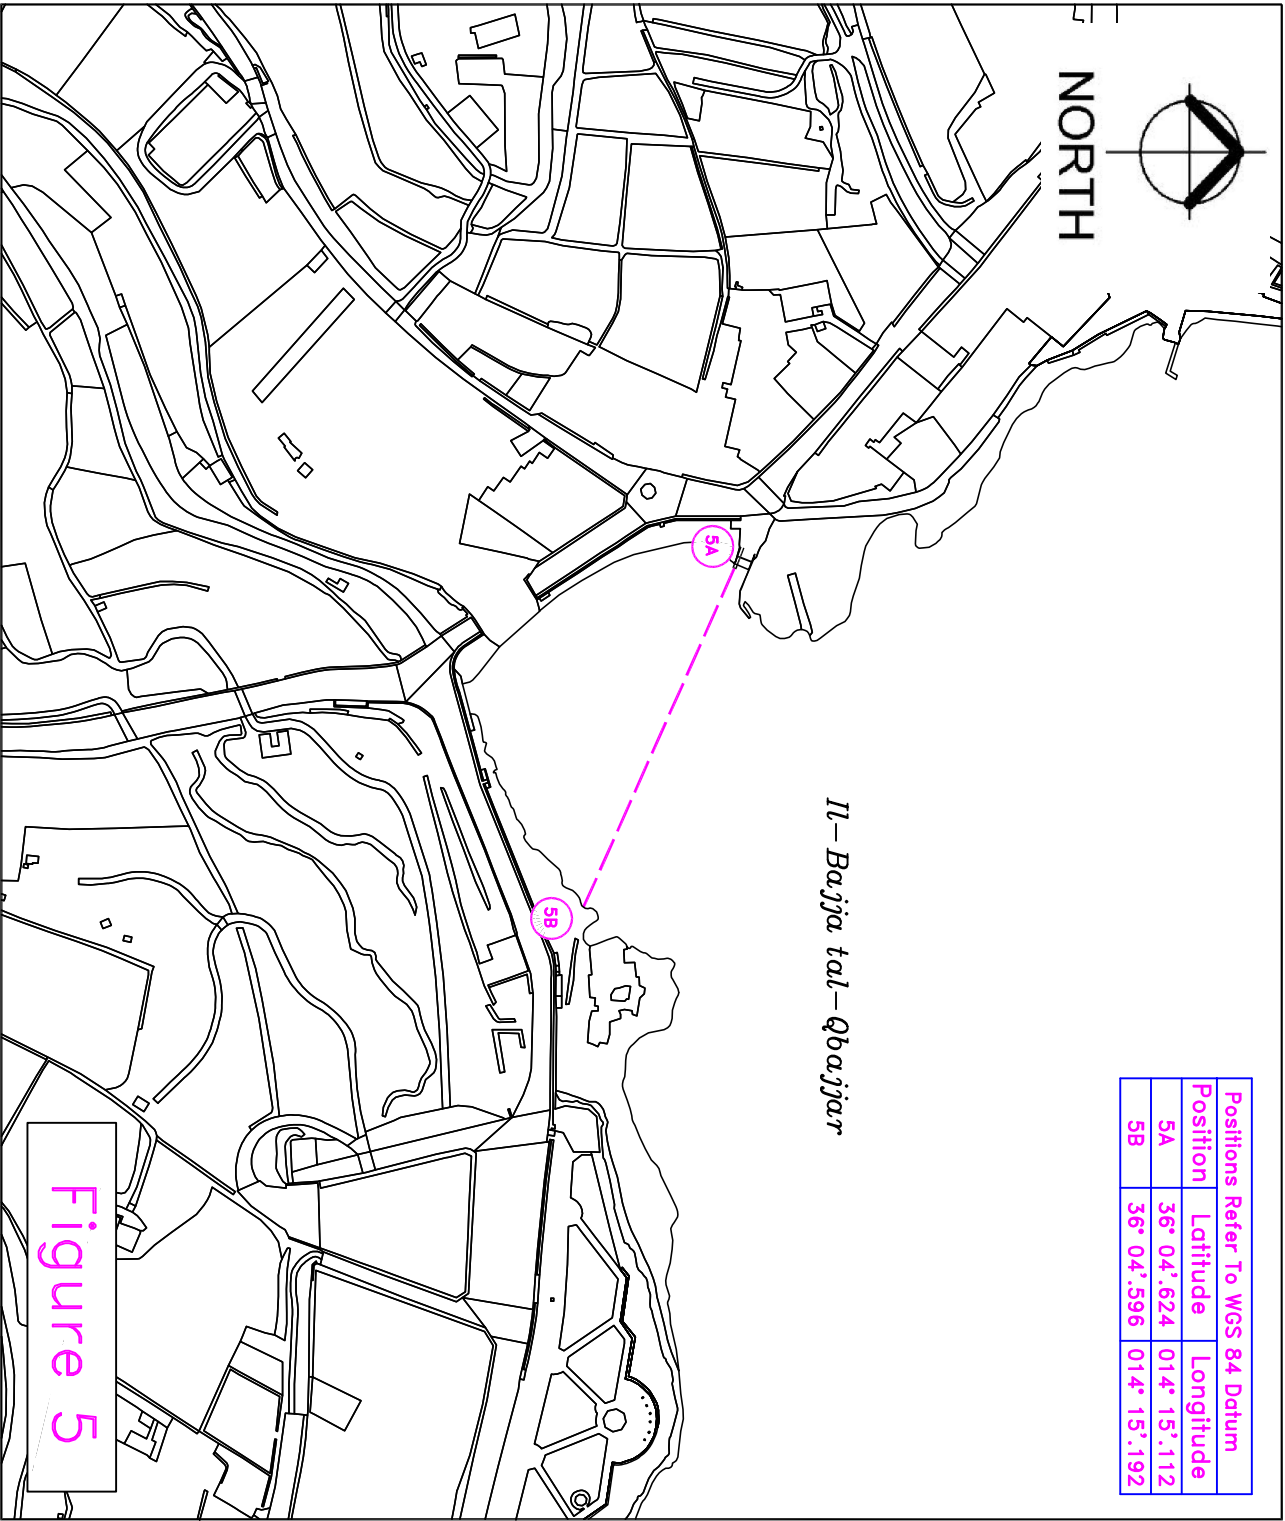 NORTH
Positions Refer To WGS 84 Datum
Position Latitude Longitude
5A 36° 04'.624 014° 15'.112
5B 36° 04'.596 014° 15'.192
Il-Bajja tal-Qbajjar
5A
5B
Figure 5